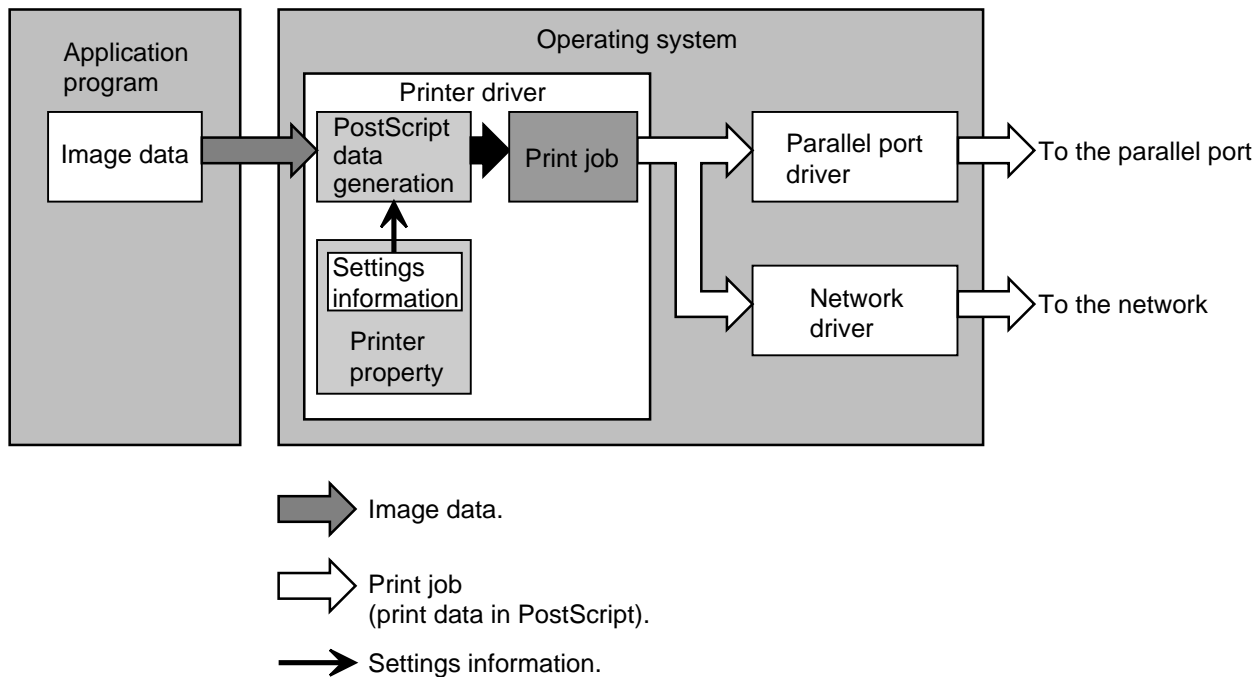 Application
program
Image data
Operating system
Printer driver
PostScript
data
generation
Print job
Settings
information
Printer
property
Parallel port
driver
To the parallel port
Network
driver
To the network
Image data.
Print job
(print data in PostScript).
Settings information.